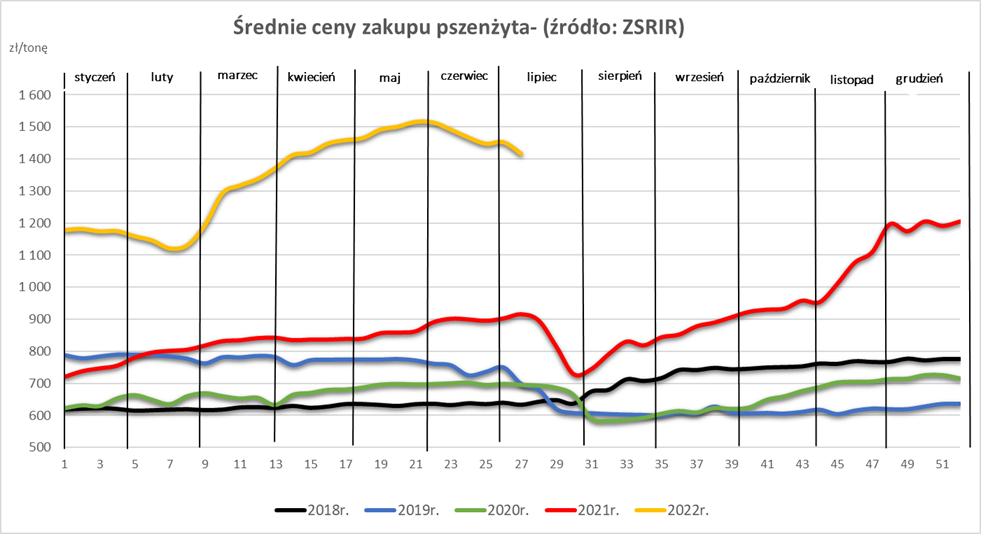 Średnie ceny zakupu pszenżyta- (źródło: ZSRIR)
zł/tonę
styczeń luty marzec kwiecień maj czerwiec lipiec sierpień wrzesień październik listopad grudzień
1 600
1 500
1 400
1 300
1 200
1 100
1 000
900
800
700
600
500
1 3 5 7 9 11 13 15 17 19 21 23 25 26 27 29 31 33 35 37 39 41 43 45 47 49 51
2018r. 2019r. 2020r. 2021r. 2022r.